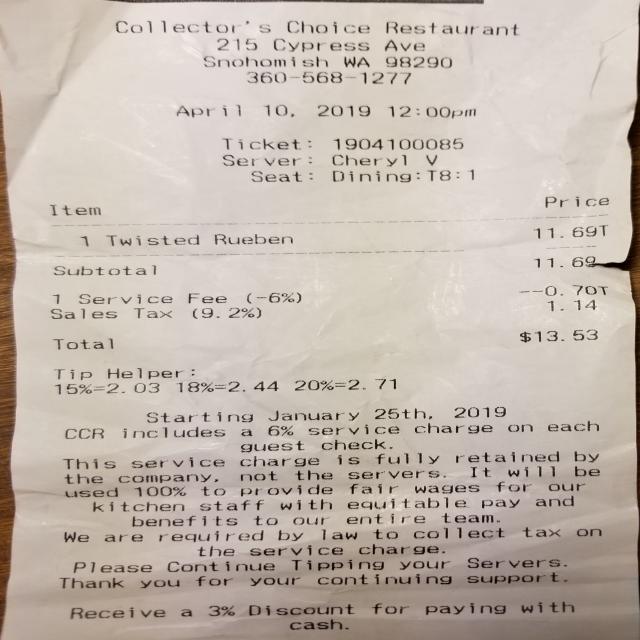 Collector's Choice Restaurant
215 Cypress Ave
Snohomish WA 98290
360-568-1277
April 10, 2019 12:00pm
Ticket: 1904100085
Server: Cheryl V
Seat: Dining:T8:1
Item Price
1 Twisted Rueben 11.69T
Subtotal 11.69
1 Service Fee (-6%) --0.70T
Sales Tax (9.2%) 1.14
Total $13.53
Tip Helper:
15%=2.03 18%=2.44 20%=2.71
Starting January 25th, 2019
CCR includes a 6% service charge on each
guest check.
This service charge is fully retained by
the company, not the servers. It will be
used 100% to provide fair wages for our
kitchen staff with equitable pay and
benefits to our entire team.
We are required by law to collect tax on
the service charge.
Please Continue Tipping your Servers.
Thank you for your continuing support.
Receive a 3% Discount for paying with
cash.